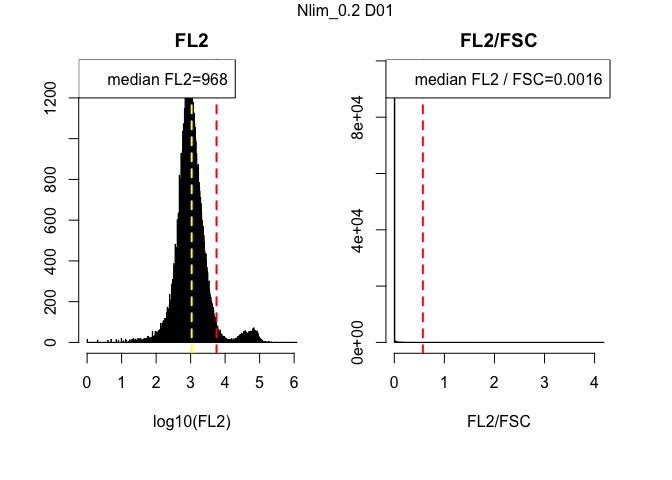 Nlim_0.2 D01
FL2
FL2/FSC
median FL2=968
median FL2 / FSC=0.0016
1200
800
600
400
200
0
0 1 2 3 4 5 6
log10(FL2)
8e+04
4e+04
0e+00
0 1 2 3 4
FL2/FSC